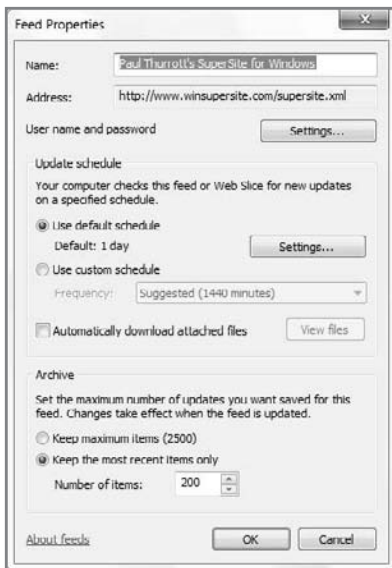 Feed Properties
Name: Paul Thurrott's SuperSite for Windows
Address: http://www.winsupersite.com/supersite.xml
User name and password Settings...
Update schedule
Your computer checks this feed or Web Slice for new updates
on a specified schedule.
Use default schedule
Default: 1 day Settings...
Use custom schedule
Frequency: Suggested (1440 minutes)
Automatically download attached files View files
Archive
Set the maximum number of updates you want saved for this
feed. Changes take effect when the feed is updated.
Keep maximum items (2500)
Keep the most recent items only
Number of items: 200
About feeds OK Cancel